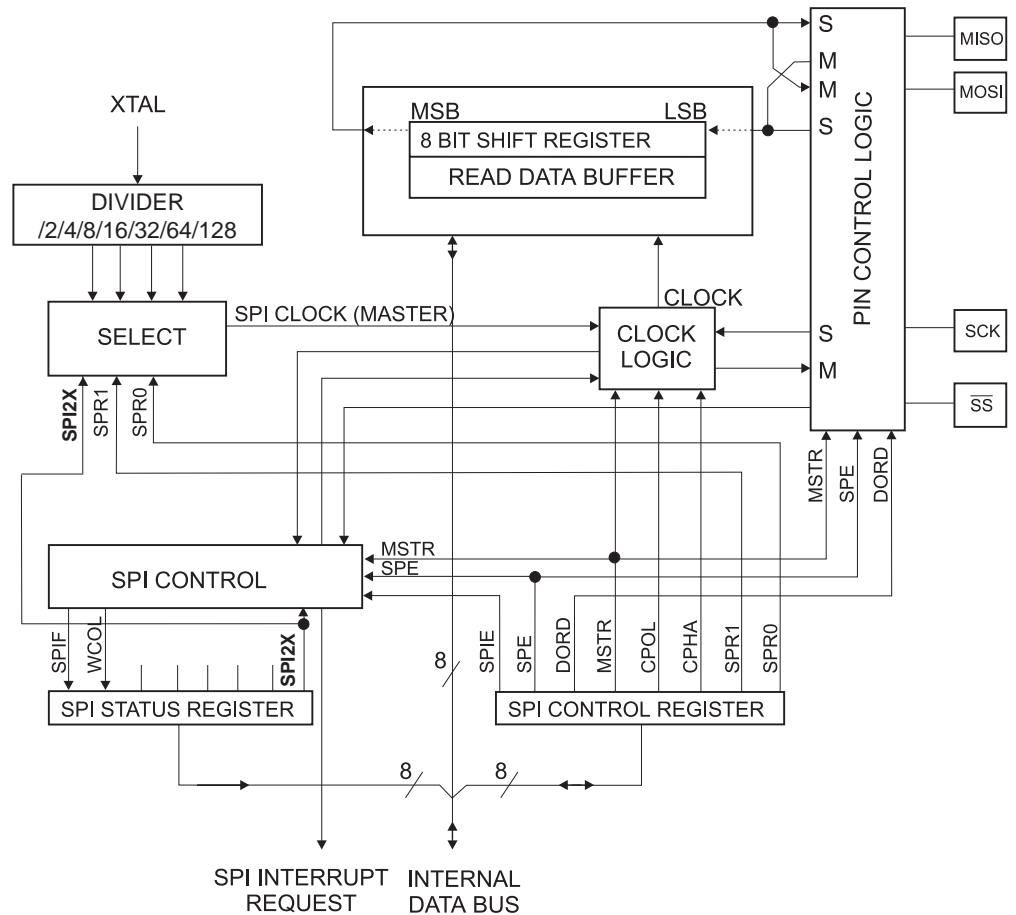 S
MISO
M
XTAL
MSB
LSB
M
MOSI
8 BIT SHIFT REGISTER
S
READ DATA BUFFER
DIVIDER
/2/4/8/16/32/64/128
PIN CONTROL LOGIC
SPI CLOCK (MASTER)
CLOCK
SELECT
CLOCK
LOGIC
S
SCK
M
SPI2X
SPR1
SPR0
SS
MSTR
SPE
DORD
MSTR
SPE
SPI CONTROL
SPIF
WCOL
SPI2X
8
SPIE
SPE
DORD
MSTR
CPOL
CPHA
SPR1
SPR0
SPI STATUS REGISTER
SPI CONTROL REGISTER
8
8
SPI INTERRUPT
REQUEST
INTERNAL
DATA BUS